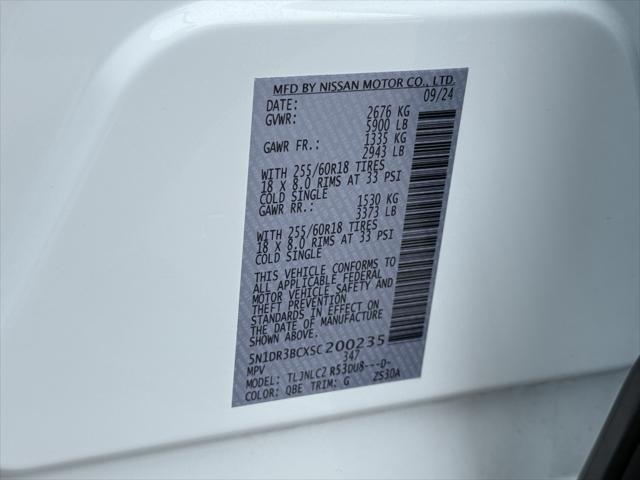 MFD BY NISSAN MOTOR CO., LTD.
DATE: 09/24
GVWR: 2676 KG
5900 LB
GAWR FR.: 1335 KG
2943 LB
WITH 255/60R18 TIRES
18 X 8.0 RIMS AT 33 PSI
COLD SINGLE
GAWR RR.: 1530 KG
3373 LB
WITH 255/60R18 TIRES
18 X 8.0 RIMS AT 33 PSI
COLD SINGLE
THIS VEHICLE CONFORMS TO
ALL APPLICABLE FEDERAL
MOTOR VEHICLE SAFETY AND
THEFT PREVENTION
STANDARDS IN EFFECT ON
THE DATE OF MANUFACTURE
SHOWN ABOVE.
5N1DR3BCXSC200235
MPV 347
MODEL: TLJNLC2 R53DU8---D-
COLOR: QBE TRIM: G ZS30A